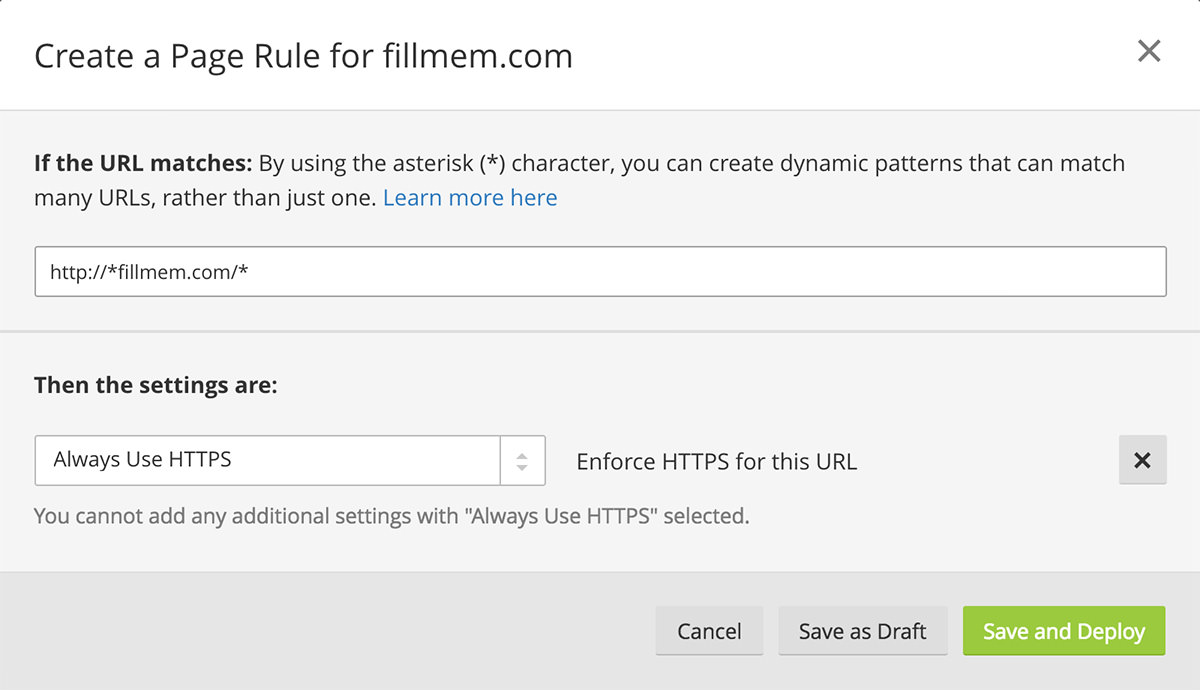 Create a Page Rule for fillmem.com
If the URL matches: By using the asterisk (*) character, you can create dynamic patterns that can match
many URLs, rather than just one. Learn more here
http://*fillmem.com/*
Then the settings are:
Always Use HTTPS
Enforce HTTPS for this URL
You cannot add any additional settings with "Always Use HTTPS" selected.
Cancel
Save as Draft
Save and Deploy